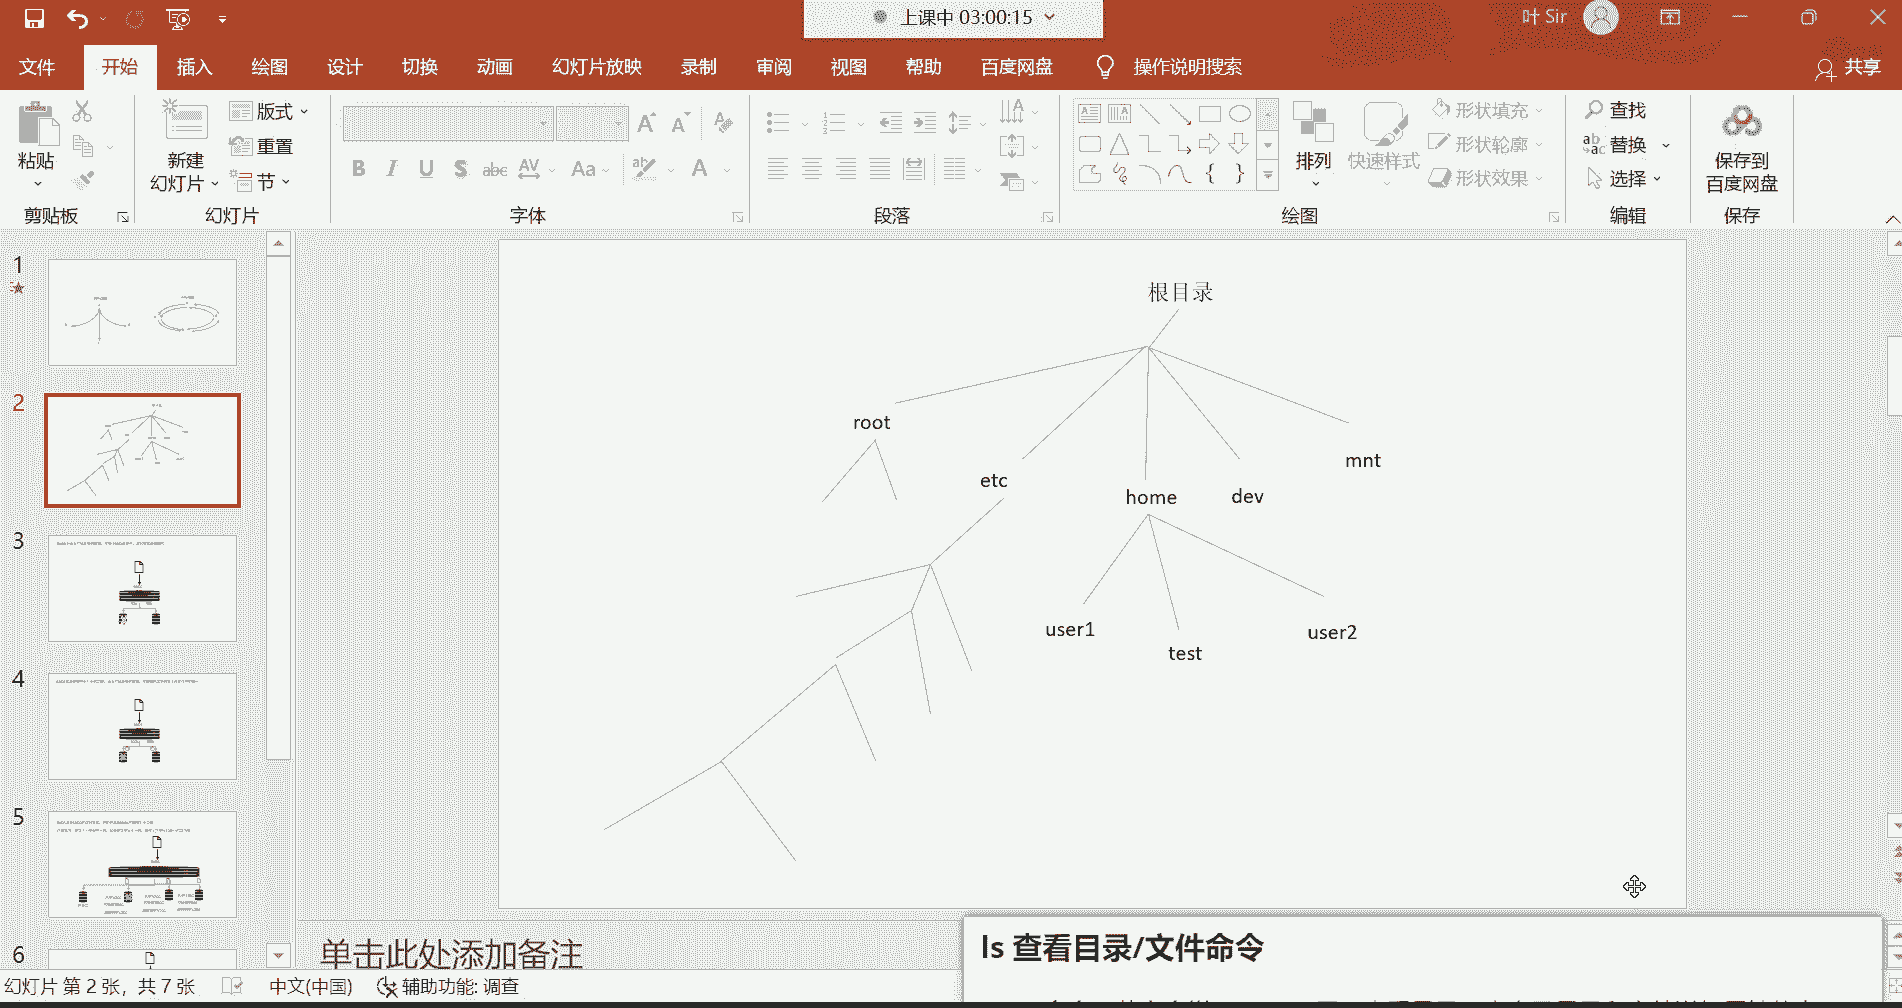 上课中 03:00:15
叶 Sir
文件 开始 插入 绘图 设计 切换 动画 幻灯片放映 录制 审阅 视图 帮助 百度网盘 操作说明搜索 共享
粘贴
剪贴板
新建
幻灯片
版式
重置
节
幻灯片
B I U S abc AV Aa A
字体
段落
排列
快速样式
形状填充
形状轮廓
形状效果
绘图
查找
替换
选择
编辑
保存到
百度网盘
保存
1
2
3
4
5
6
根目录
root
etc
home
dev
mnt
user1
test
user2
单击此处添加备注
ls 查看目录/文件命令
幻灯片 第 2 张，共 7 张 中文(中国) 辅助功能: 调查